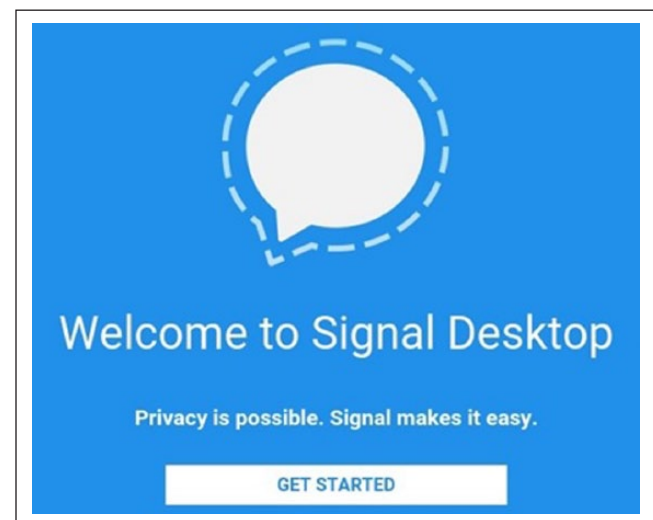 Welcome to Signal Desktop
Privacy is possible. Signal makes it easy.
GET STARTED